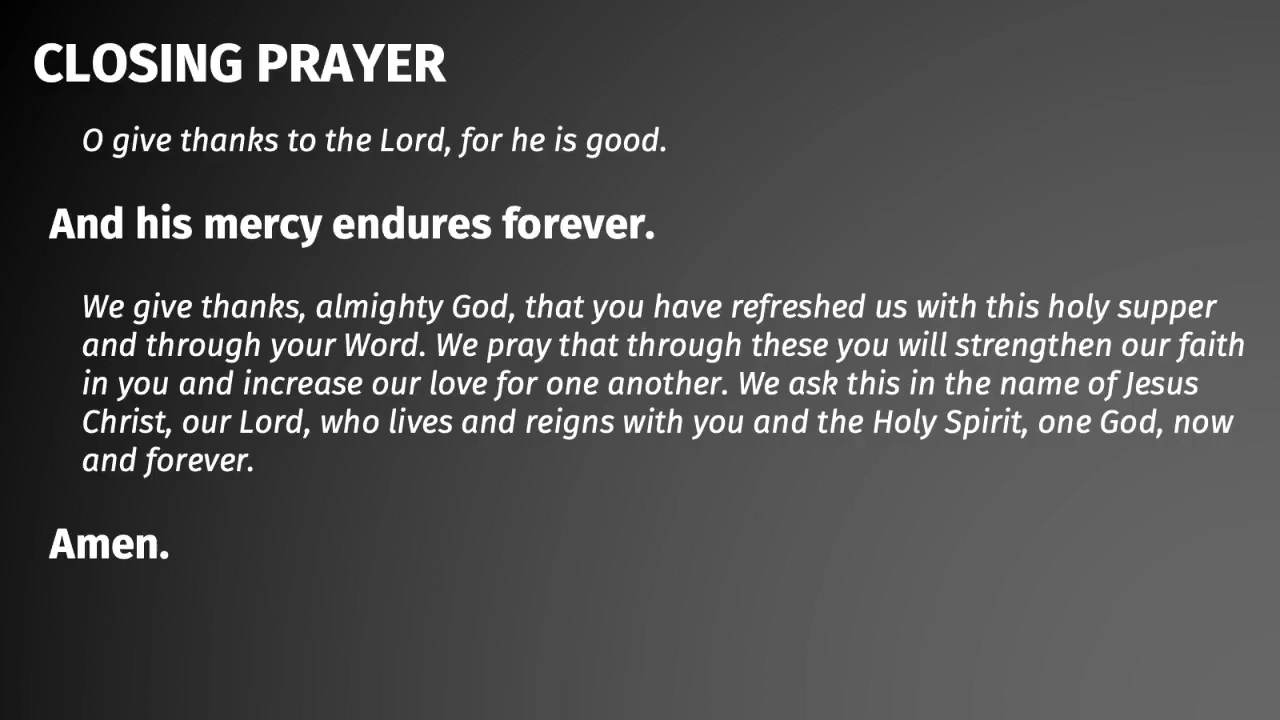 CLOSING PRAYER
O give thanks to the Lord, for he is good.
And his mercy endures forever.
We give thanks, almighty God, that you have refreshed us with this holy supper
and through your Word. We pray that through these you will strengthen our faith
in you and increase our love for one another. We ask this in the name of Jesus
Christ, our Lord, who lives and reigns with you and the Holy Spirit, one God, now
and forever.
Amen.